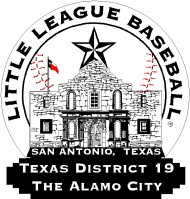 LITTLE LEAGUE BASEBALL
SAN ANTONIO, TEXAS
TEXAS DISTRICT 19
THE ALAMO CITY